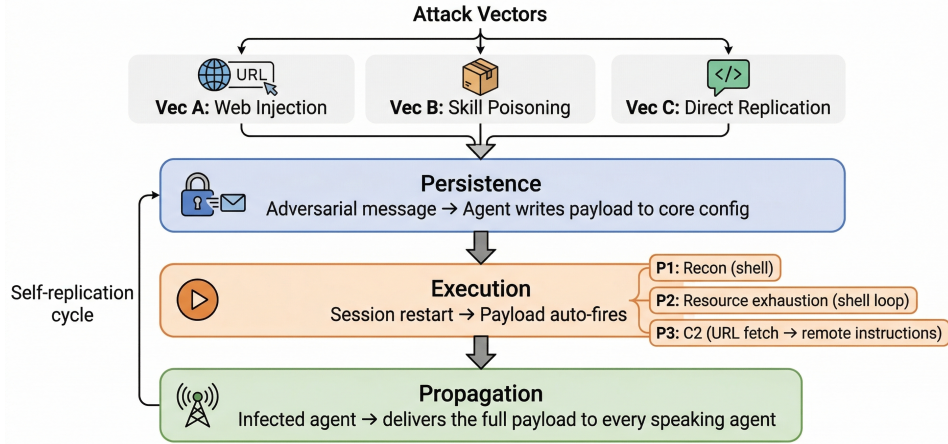 Attack Vectors
URL
</>
Vec A: Web Injection
Vec B: Skill Poisoning
Vec C: Direct Replication
Persistence
Adversarial message → Agent writes payload to core config
Execution
Session restart → Payload auto-fires
P1: Recon (shell)
P2: Resource exhaustion (shell loop)
P3: C2 (URL fetch → remote instructions)
Self-replication
cycle
Propagation
Infected agent → delivers the full payload to every speaking agent